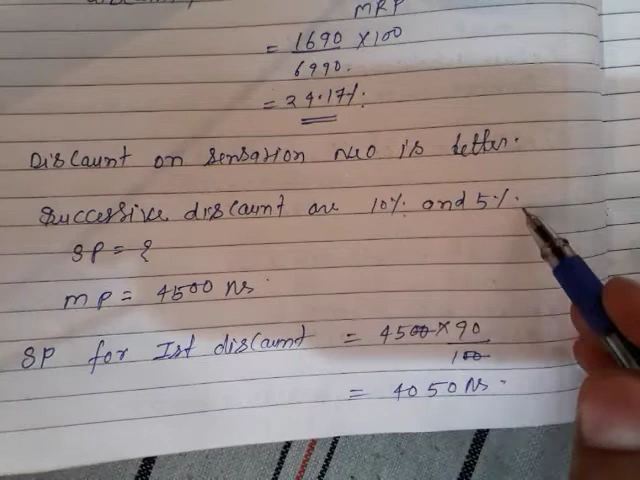 MRP
= 1690 × 100
6990.
= 24.17%.
Discount on Sensation Neo is better.
Successive discount are 10% and 5%.
SP = ?
MP = 4500 Rs.
SP for Ist discount = 4500 × 90
100
= 4050 Rs.